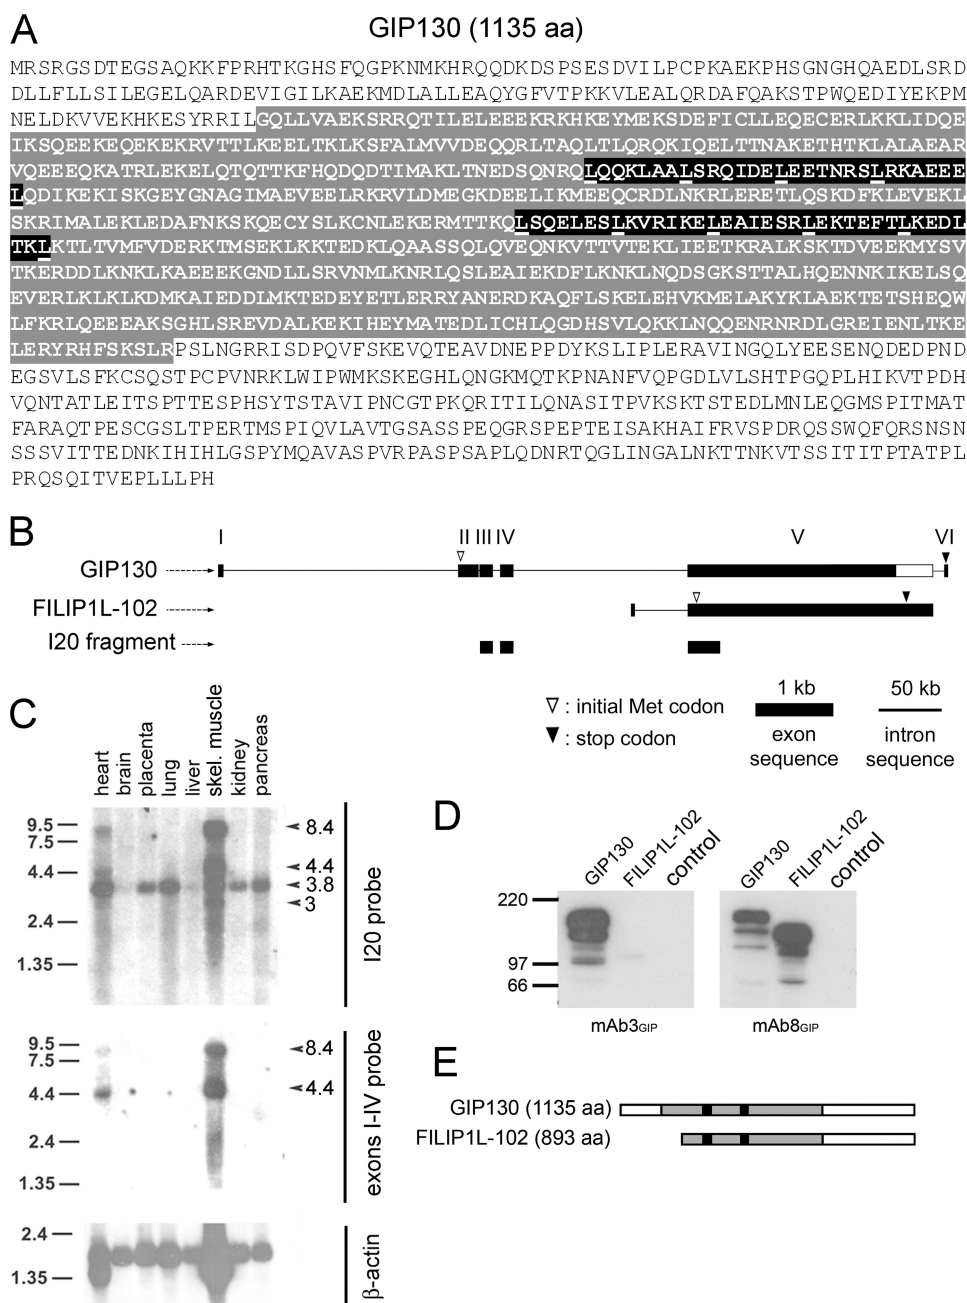 A
GIP130 (1135 aa)
MRSRGSDTEGSAQKKFPRHTKGHSFQGPKNMKHRQQDKDSPSESDVILPCPKAEKPHSGNGHQAEDLSRD
DLLFLLSILEGELQARDEVIGILKAEKMDLALLEAQYGFVTPKKVLEALQRDAFQAKSTPWQEDIYEKPM
NELDKVVEKHKESYRRILGQLLVAEKSRRQTILELEEEKRKHKEYMEKSDEFICLLEQECERLKKLIDQE
IKSQEEKEQEKEKRVTTLKEELTKLKSFALMVVDEQQRLTAQLTLQRQKIQELTTNAKETHTKLALAEAR
VQEEEQKATRLEKELQTQTTKFHQDQDTIMAKLTNEDSQNRQLQQKLAALSRQIDELEETNRSLRKAEEE
LQDIKEKISKGEYGNAGIMAEVEELRKRVLDMEGKDEELIKMEEQCRDLNKRLERETLQSKDFKLEVEKL
SKRIMALEKLEDAFNKSKQECYSLKCNLEKERMTTKQLSQELESLKVRIKELEAIESRLEKTEFTLKEDL
TKLKTLTVMFVDERKTMSEKLKKTEDKLQAASSQLQVEQNKVTTVTEKLIEETKRALKSKTDVEEKMYSV
TKERDDLKNKLKAEEEKGNDLLSRVNMLKNRLQSLEAIEKDFLKNKLNQDSGKSTTALHQENNKIKELSQ
EVERLKLKLKDMKAIEDDLMKTEDEYETLERRYANERDKAQFLSKELEHVKMELAKYKLAEKTETSHEQW
LFKRLQEEEAKSGHLSREVDALKEKIHEYMATEDLICHLQGDHSVLQKKLNQQENRNRDLGREIENLTKE
LERYRHFSKSLRPSLNGRRISDPQVFSKEVQTEAVDNEPPDYKSLIPLERAVINGQLYEESENQDEDPND
EGSVLSFKCSQSTPCPVNRKLWIPWMKSKEGHLQNGKMQTKPNANFVQPGDLVLSHTPGQPLHIKVTPDH
VQNTATLEITSPTTESPHSYTSTAVIPNCGTPKQRITILQNASITPVKSKTSTEDLMNLEQGMSPITMAT
FARAQTPESCGSLTPERTMSPIQVLAVTGSASSPEQGRSPEPTEISAKHAIFRVSPDRQSSWQFQRSNSN
SSSVITTEDNKIHIHLGSPYMQAVASPVRPASPSAPLQDNRTQGLINGALNKTTNKVTSSITITPTATPL
PRQSQITVEPLLLPH
B
I II III IV V VI
GIP130
FILIP1L-102
I20 fragment
▽ : initial Met codon
▼ : stop codon
1 kb
exon
sequence
50 kb
intron
sequence
C
heart
brain
placenta
lung
liver
skel. muscle
kidney
pancreas
9.5
7.5
4.4
2.4
1.35
8.4
4.4
3.8
3
I20 probe
9.5
7.5
4.4
2.4
1.35
8.4
4.4
exons I-IV probe
2.4
1.35
β-actin
D
GIP130
FILIP1L-102
control
GIP130
FILIP1L-102
control
220
97
66
mAb3GIP
mAb8GIP
E
GIP130 (1135 aa)
FILIP1L-102 (893 aa)